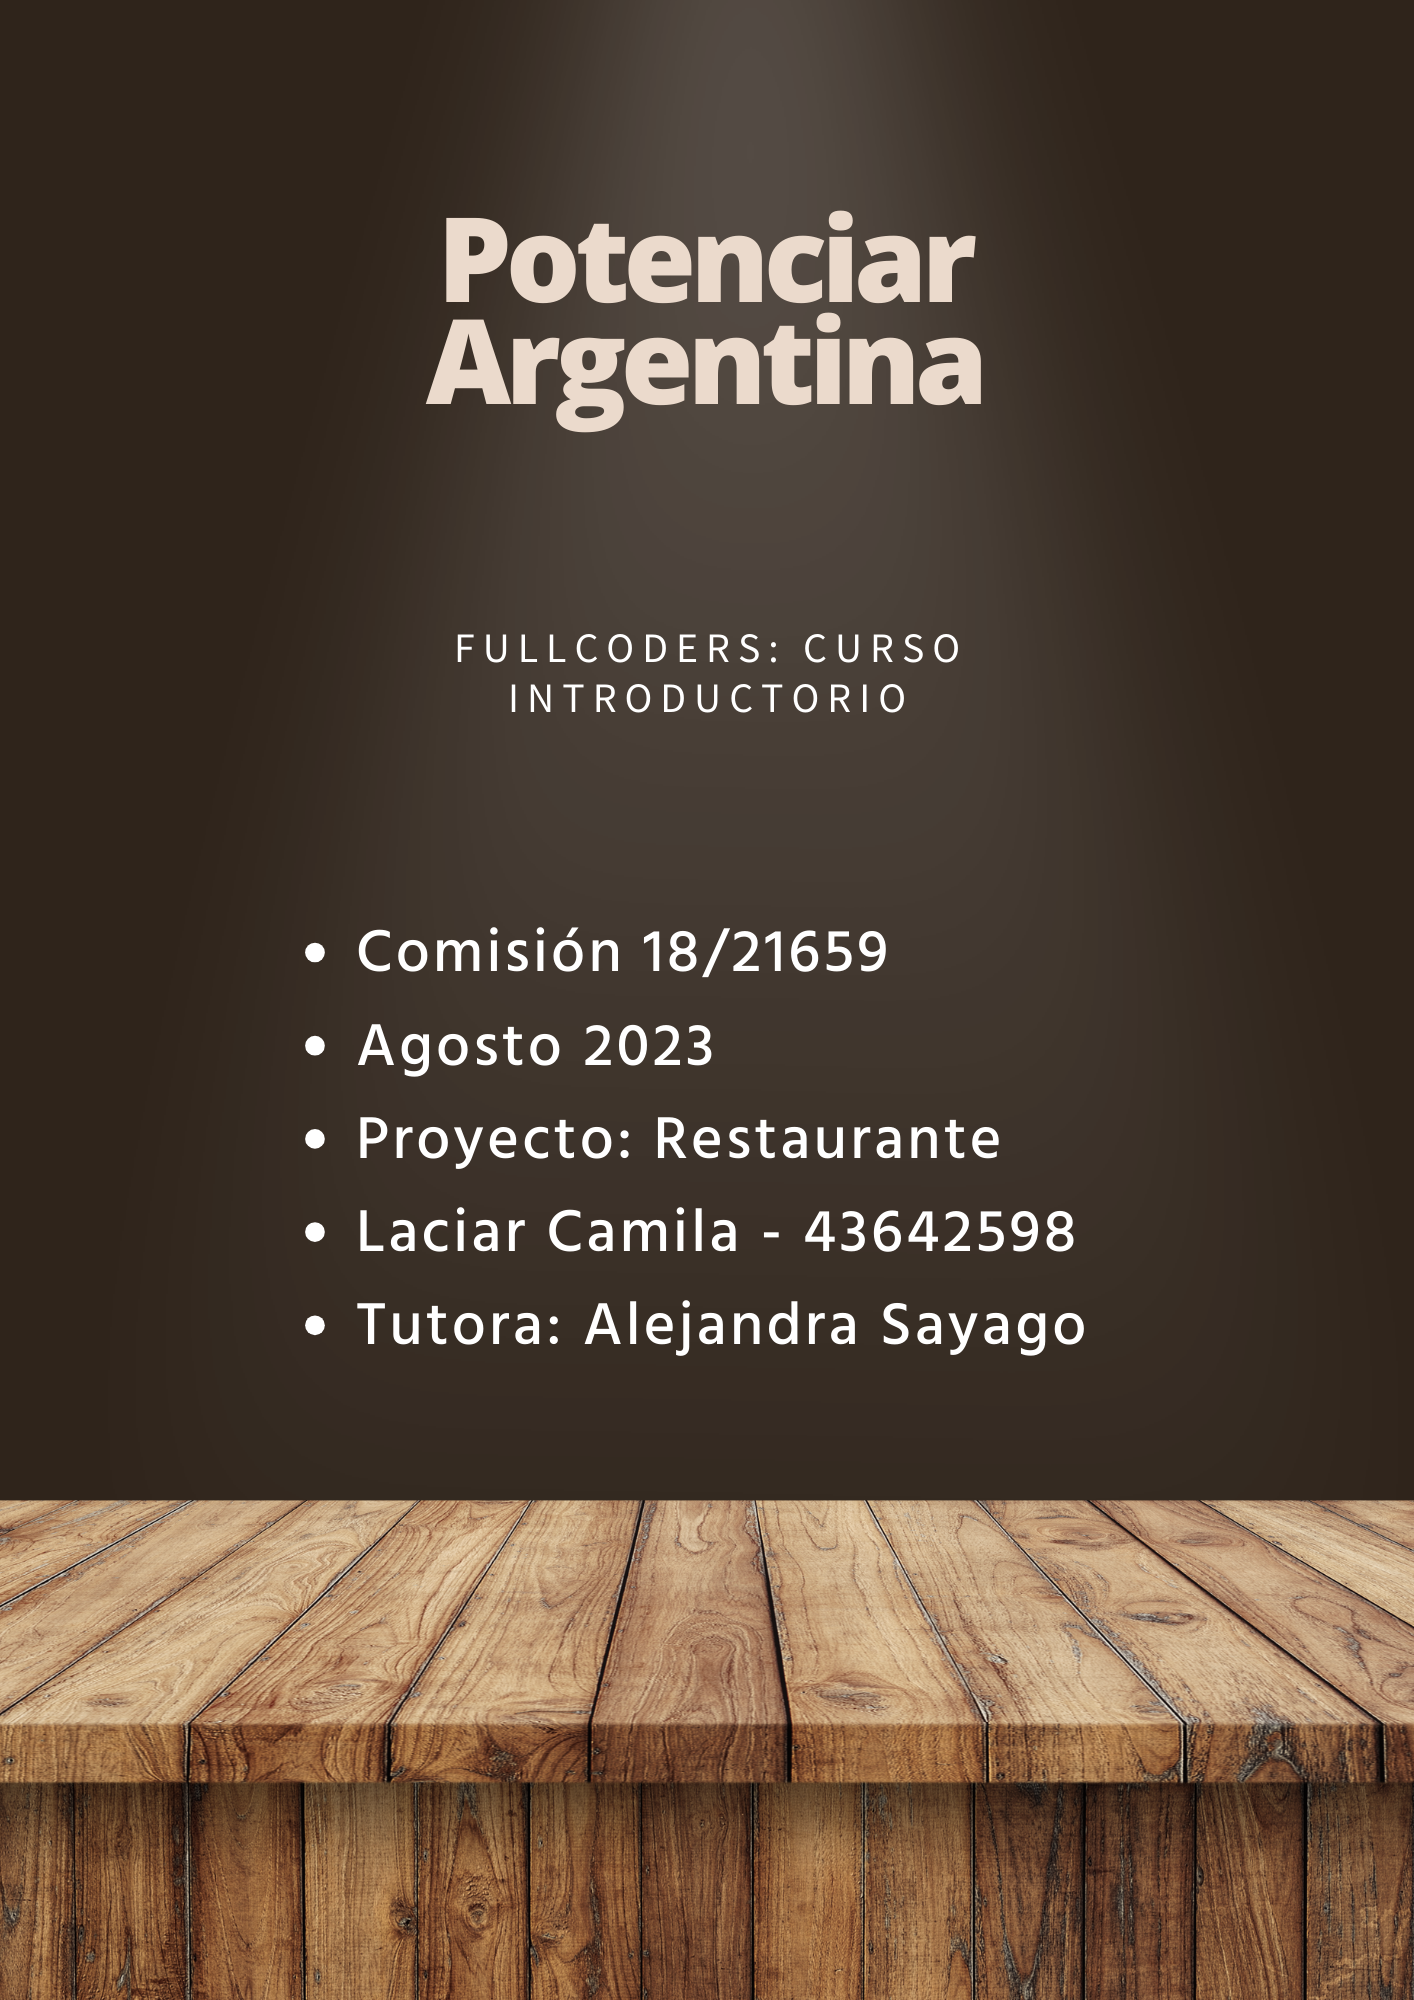 Potenciar
Argentina
FULLCODERS: CURSO
INTRODUCTORIO
• Comisión 18/21659
• Agosto 2023
• Proyecto: Restaurante
• Laciar Camila - 43642598
• Tutora: Alejandra Sayago